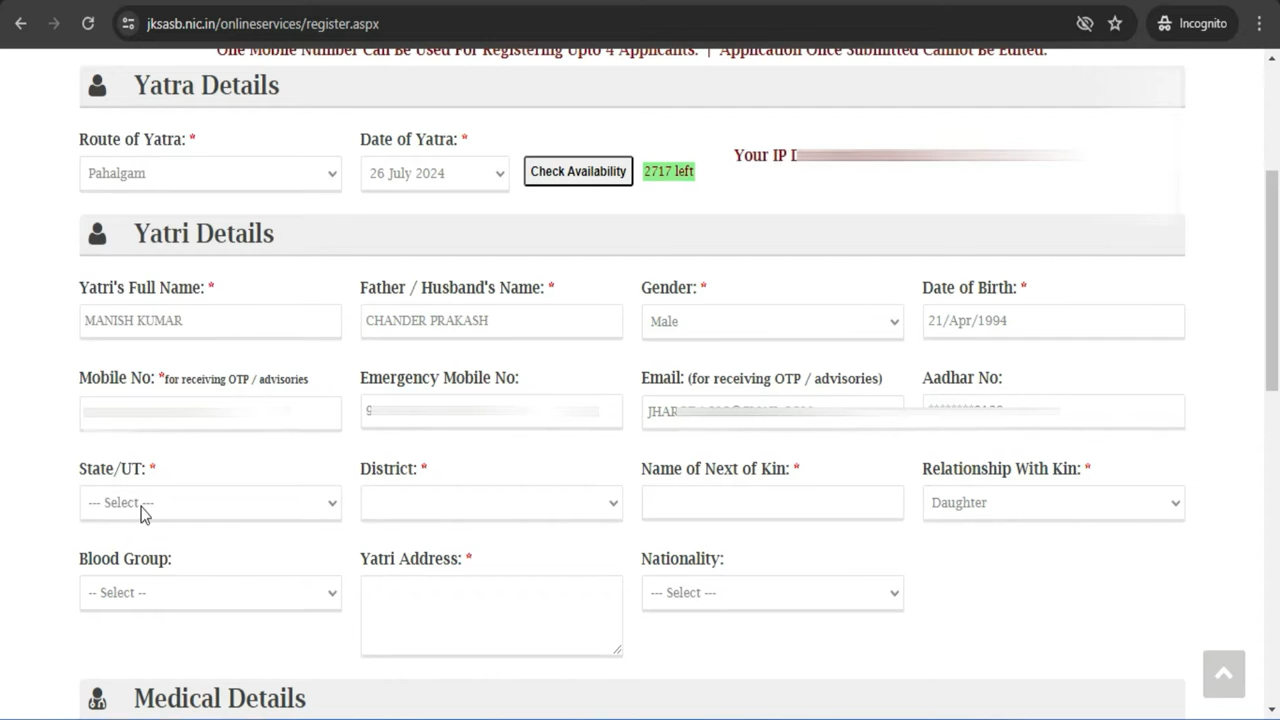 jksasb.nic.in/onlineservices/register.aspx
Incognito
One Mobile Number Can Be Used For Registering Upto 4 Applicants. | Application Once Submitted Cannot Be Edited.
Yatra Details
Route of Yatra: * Date of Yatra: *
Your IP
Pahalgam 26 July 2024 Check Availability 2717 left
Yatri Details
Yatri's Full Name: * Father / Husband's Name: * Gender: * Date of Birth: *
MANISH KUMAR CHANDER PRAKASH Male 21/Apr/1994
Mobile No: *for receiving OTP / advisories Emergency Mobile No: Email: (for receiving OTP / advisories) Aadhar No:
9
State/UT: * District: * Name of Next of Kin: * Relationship With Kin: *
--- Select --- Daughter
Blood Group: Yatri Address: * Nationality:
-- Select -- --- Select ---
Medical Details